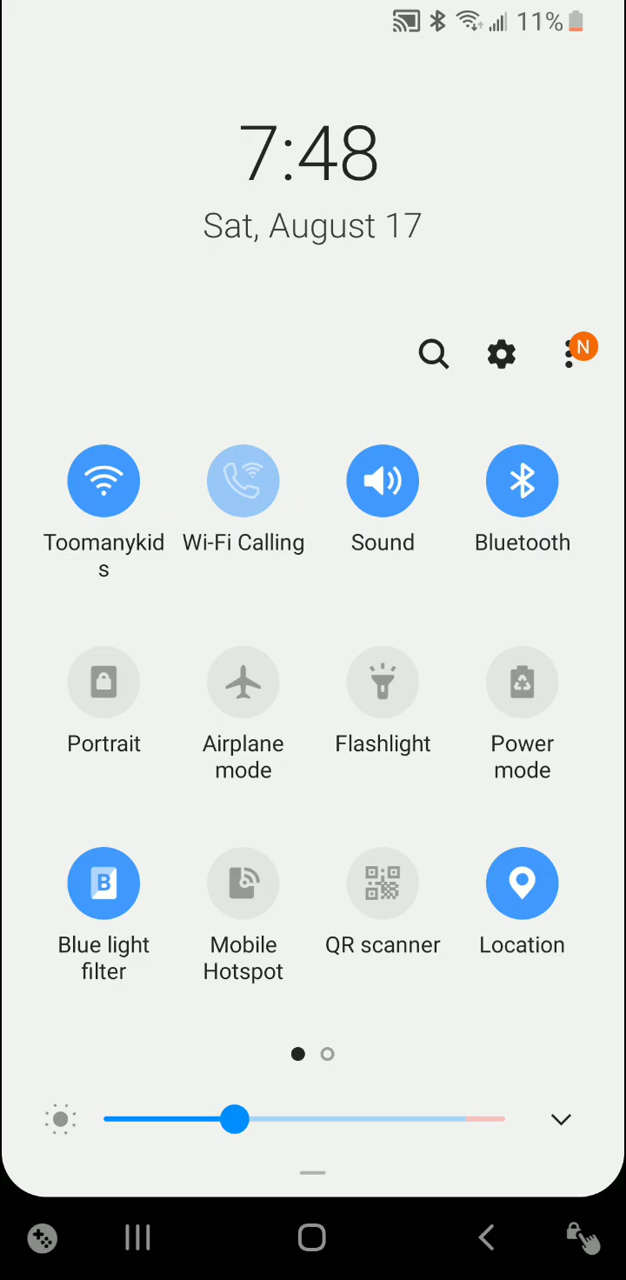 11%
7:48
Sat, August 17
N
Toomanykid
s
Wi-Fi Calling
Sound
Bluetooth
Portrait
Airplane
mode
Flashlight
Power
mode
B
Blue light
filter
Mobile
Hotspot
QR scanner
Location